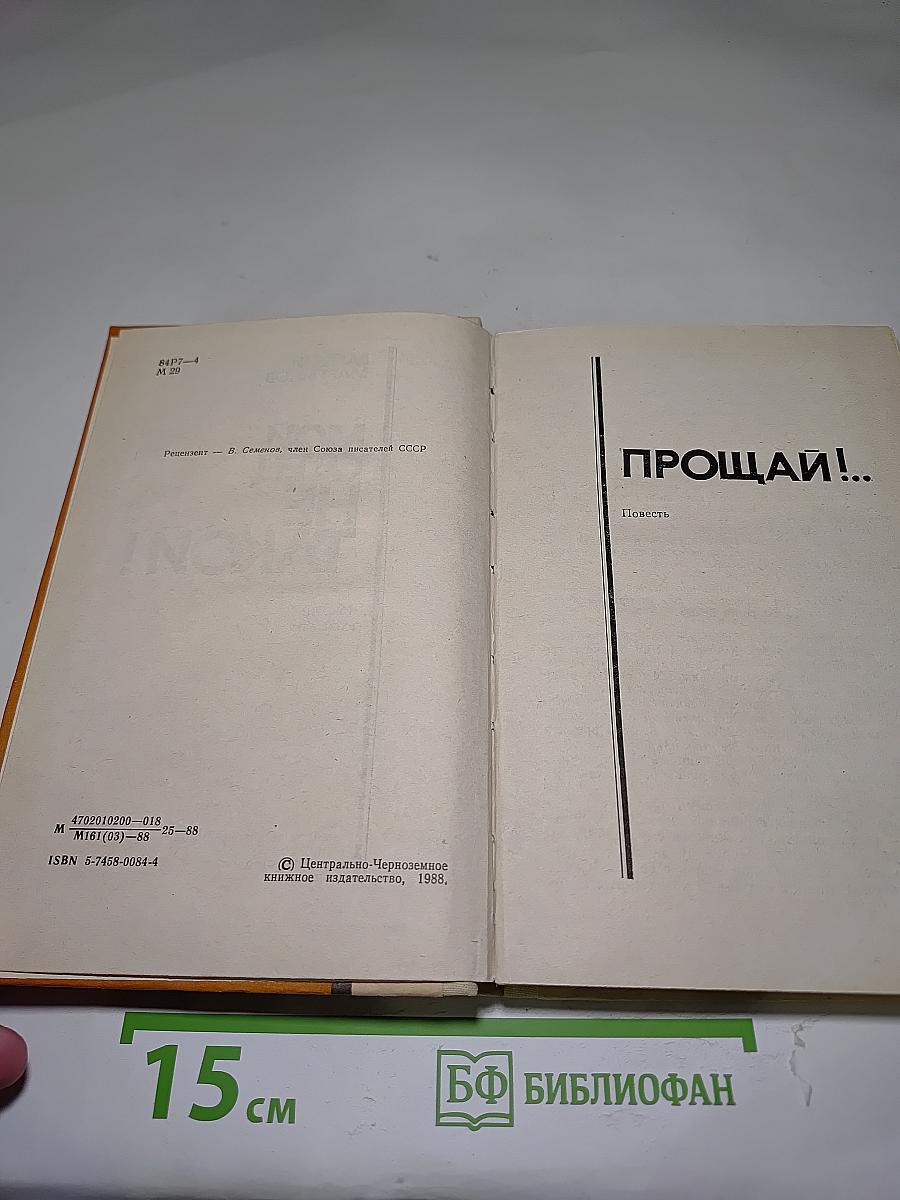 84Р7—4
М 29
Рецензент — В. Семенов, член Союза писателей СССР
М 4702010200—018 25—88
М161(03)—88
ISBN 5-7458-0084-4
© Центрально-Черноземное
книжное издательство, 1988.
ПРОЩАЙ!..
Повесть
15 см
БФ БИБЛИОФАН